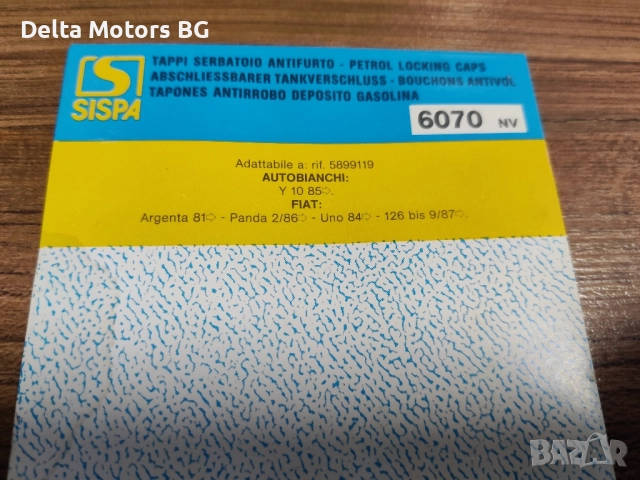 Delta Motors BG
SISPA
TAPPI SERBATOIO ANTIFURTO - PETROL LOCKING CAPS
ABSCHLIESSBARER TANKVERSCHLUSS - BOUCHONS ANTIVOL
TAPONES ANTIRROBO DEPOSITO GASOLINA
6070 NV
Adattabile a: rif. 5899119
AUTOBIANCHI:
Y 10 85⇨.
FIAT:
Argenta 81⇨ - Panda 2/86⇨ - Uno 84⇨ - 126 bis 9/87⇨.
BAZAR